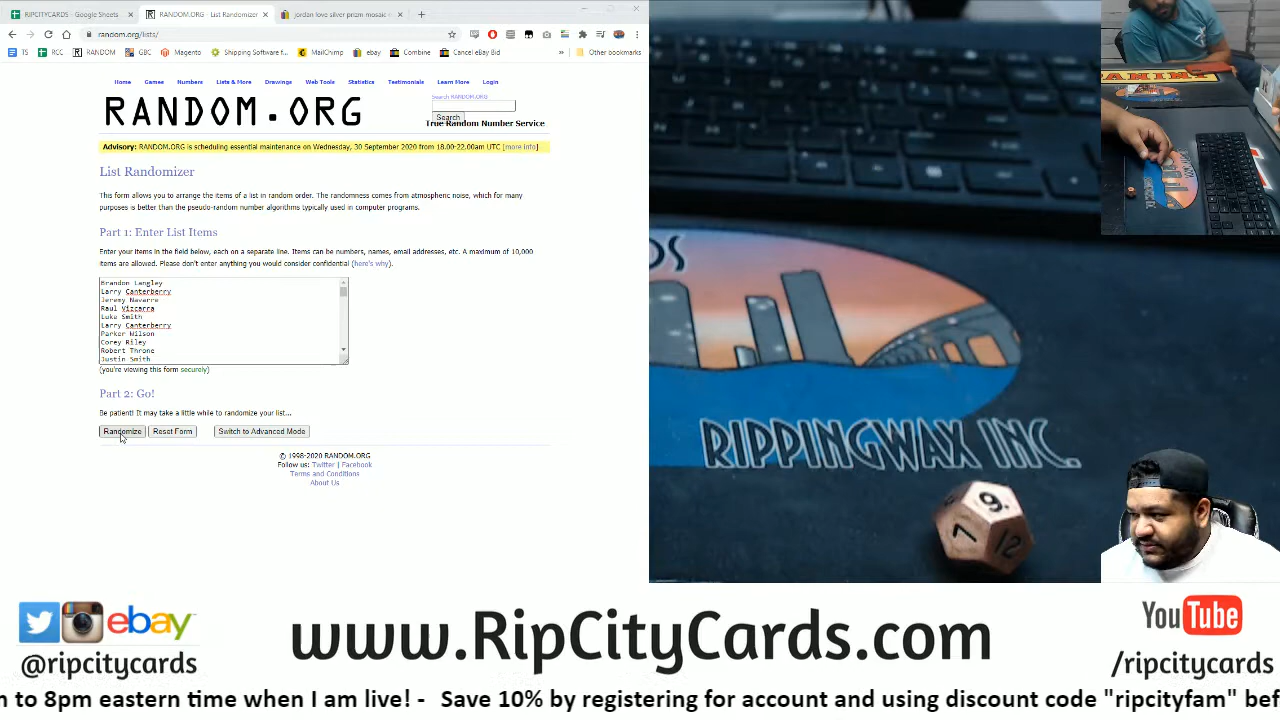 RIPCITYCARDS - Google Sheets
RANDOM.ORG - List Randomizer
jordan love silver prizm mosaic
random.org/lists/
TS
RCC
RANDOM
GBC
Magento
Shipping Software f...
MailChimp
ebay
Combine
Cancel eBay Bid
Other bookmarks
Home
Games
Numbers
Lists & More
Drawings
Web Tools
Statistics
Testimonials
Learn More
Login
RANDOM.ORG
Search RANDOM.ORG
Search
True Random Number Service
Advisory: RANDOM.ORG is scheduling essential maintenance on Wednesday, 30 September 2020 from 18.00-22.00am UTC [more info]
List Randomizer
This form allows you to arrange the items of a list in random order. The randomness comes from atmospheric noise, which for many
purposes is better than the pseudo-random number algorithms typically used in computer programs.
Part 1: Enter List Items
Enter your items in the field below, each on a separate line. Items can be numbers, names, email addresses, etc. A maximum of 10,000
items are allowed. Please don't enter anything you would consider confidential (here's why).
Brandon Langley
Larry Canterberry
Jeremy Navarra
Raul Vizcarra
Luke Smith
Larry Canterberry
Parker Wilson
Corey Riley
Robert Throne
Justin Smith
(you're viewing this form securely)
Part 2: Go!
Be patient! It may take a little while to randomize your list...
Randomize
Reset Form
Switch to Advanced Mode
© 1998-2020 RANDOM.ORG
Follow us: Twitter | Facebook
Terms and Conditions
About Us
RIPPINGWAX INC.
9.
7
12
PANINI
ebay
@ripcitycards
www.RipCityCards.com
YouTube
/ripcitycards
m to 8pm eastern time when I am live! - Save 10% by registering for account and using discount code "ripcityfam" bef